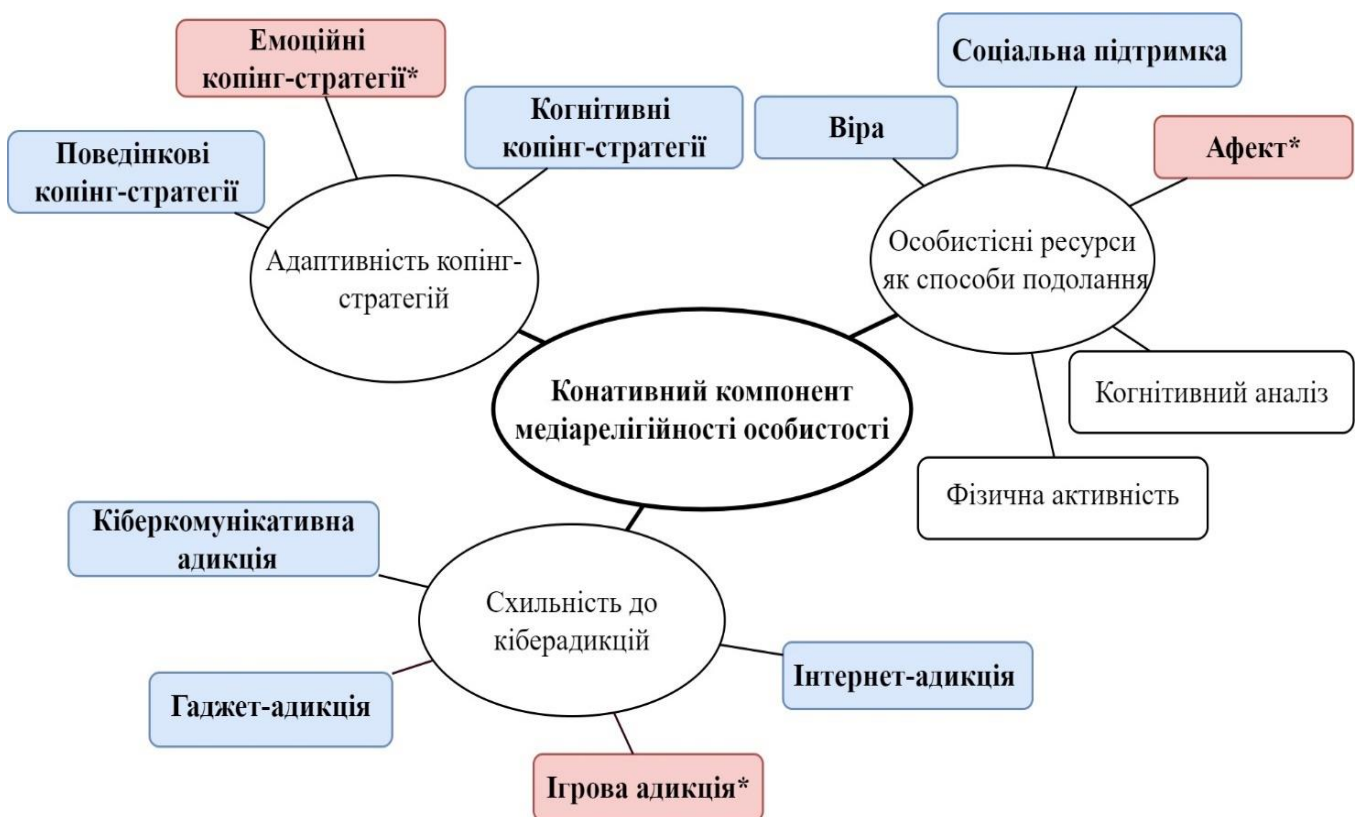 Емоційні
копінг-стратегії*
Соціальна підтримка
Когнітивні
копінг-стратегії
Віра
Афект*
Поведінкові
копінг-стратегії
Адаптивність копінг-
стратегій
Особистісні ресурси
як способи подолання
Конативний компонент
медіарелігійності особистості
Когнітивний аналіз
Фізична активність
Кіберкомунікативна
адикція
Схильність до
кіберадикцій
Гаджет-адикція
Інтернет-адикція
Ігрова адикція*